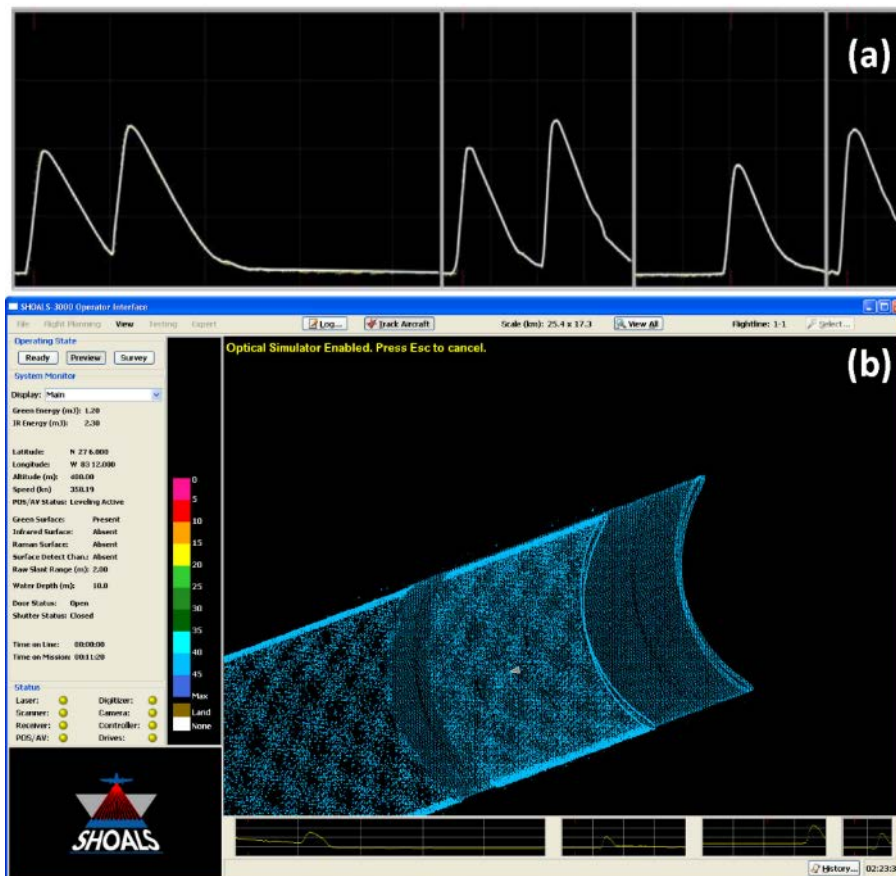 (a)
SHOALS-3000 Operator Interface
File Flight Planning View Testing Expert Log... Track Aircraft Scale (km): 25.4 x 17.3 View All Flightline: 1-1 Select...
Operating State
Ready Preview Survey
System Monitor
Display: Main
Green Energy (mJ): 1.20
IR Energy (mJ): 2.30
Latitude: N 27 6.000
Longitude: W 83 12.000
Altitude (m): 400.00
Speed (kn) 350.19
POS/AV Status: Leveling Active
Green Surface: Present
Infrared Surface: Absent
Raman Surface: Absent
Surface Detect Chan.: Absent
Raw Slant Range (m): 2.00
Water Depth (m): 10.0
Door Status: Open
Shutter Status: Closed
Time on Line: 00:00:00
Time on Mission: 00:11:20
Status
Laser: Digitizer:
Scanner: Camera:
Receiver: Controller:
POS/AV: Drives:
SHOALS
0
5
10
15
20
25
30
35
40
45
Max
Land
None
Optical Simulator Enabled. Press Esc to cancel.
(b)
History... 02:23:3